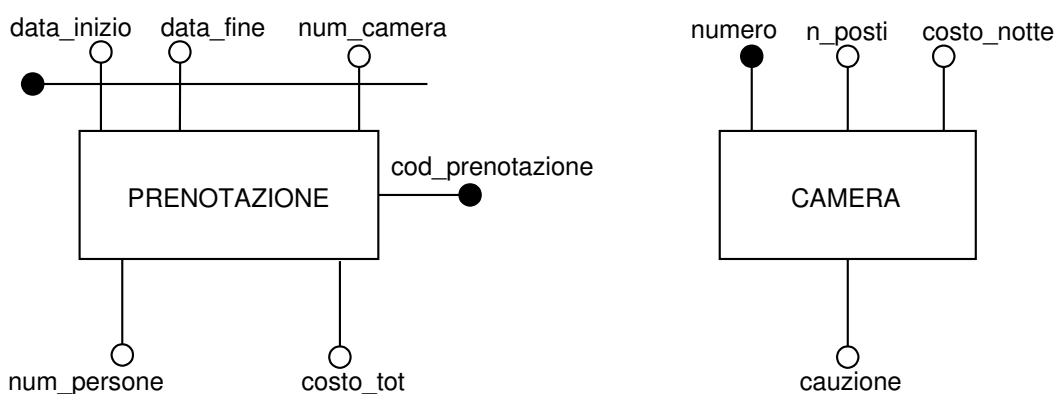 data_inizio data_fine num_camera
numero n_posti costo_notte
cod_prenotazione
PRENOTAZIONE
CAMERA
num_persone costo_tot
cauzione